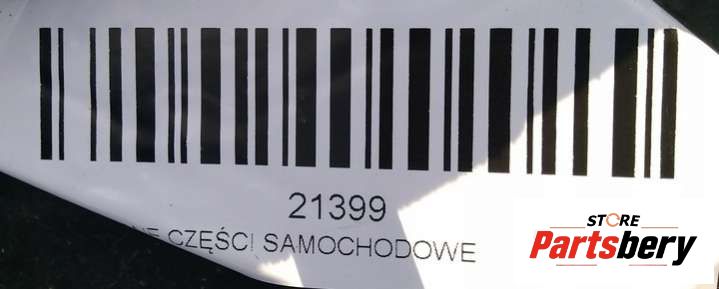 21399
CZĘŚCI SAMOCHODOWE
STORE
Partsbery